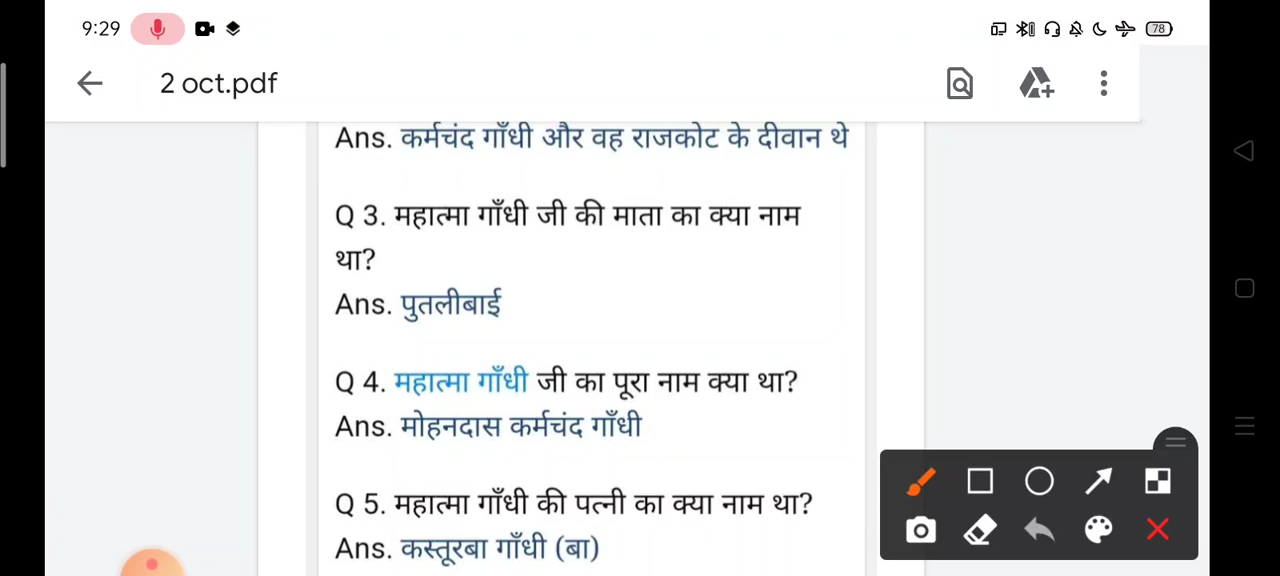 9:29
78
2 oct.pdf
Ans. कर्मचंद गाँधी और वह राजकोट के दीवान थे
Q 3. महात्मा गाँधी जी की माता का क्या नाम
था?
Ans. पुतलीबाई
Q 4. महात्मा गाँधी जी का पूरा नाम क्या था?
Ans. मोहनदास कर्मचंद गाँधी
Q 5. महात्मा गाँधी की पत्नी का क्या नाम था?
Ans. कस्तूरबा गाँधी (बा)